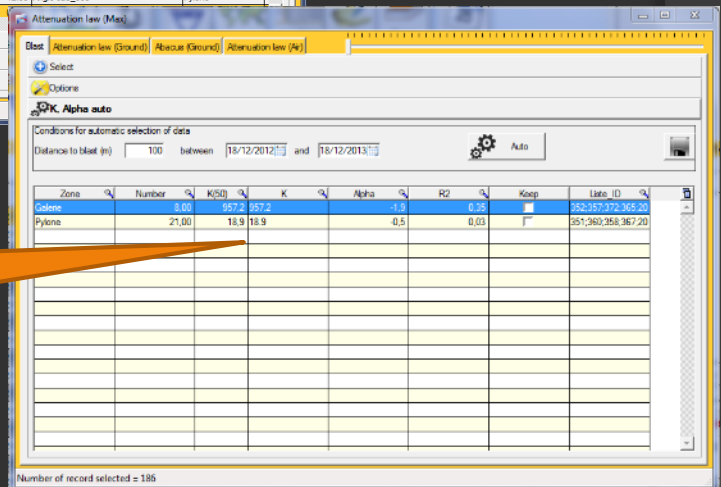 Attenuation law (Max)
Blast Attenuation law (Ground) Abacus (Ground) Attenuation law (Air)
Select
Options
K, Alpha auto
Conditions for automatic selection of data
Distance to blast (m) 100 between 18/12/2012 and 18/12/2013 Auto
Zone Number K(50) K Alpha R2 Keep Liste_ID
Galerie 8,00 957,2 957.2 -1,9 0,35 352;357;372;365;20
Pylone 21,00 18,9 18.9 -0,5 0,03 351;360;358;367;20
Number of record selected = 186